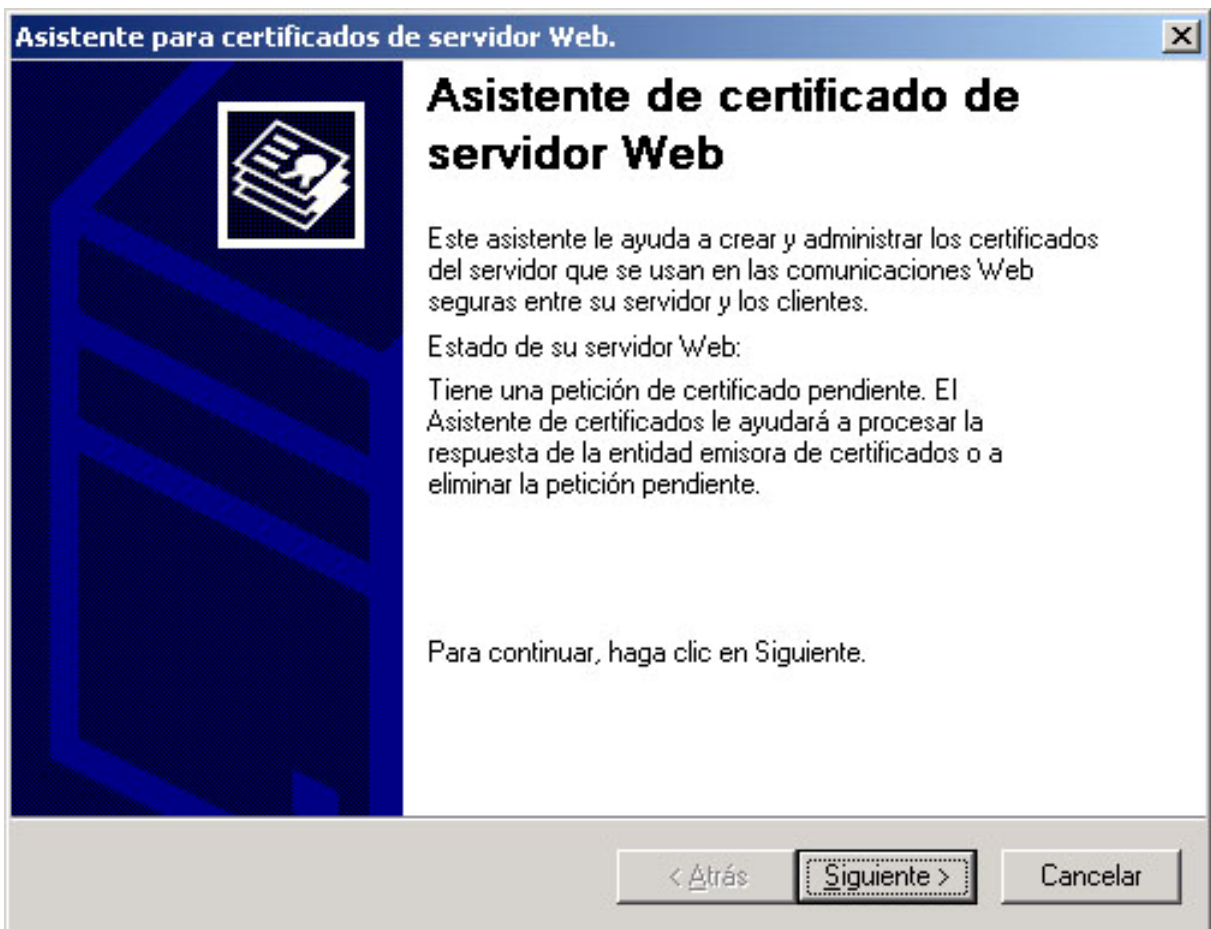 Asistente para certificados de servidor Web.
Asistente de certificado de
servidor Web
Este asistente le ayuda a crear y administrar los certificados
del servidor que se usan en las comunicaciones Web
seguras entre su servidor y los clientes.
Estado de su servidor Web:
Tiene una petición de certificado pendiente. El
Asistente de certificados le ayudará a procesar la
respuesta de la entidad emisora de certificados o a
eliminar la petición pendiente.
Para continuar, haga clic en Siguiente.
< Atrás Siguiente > Cancelar